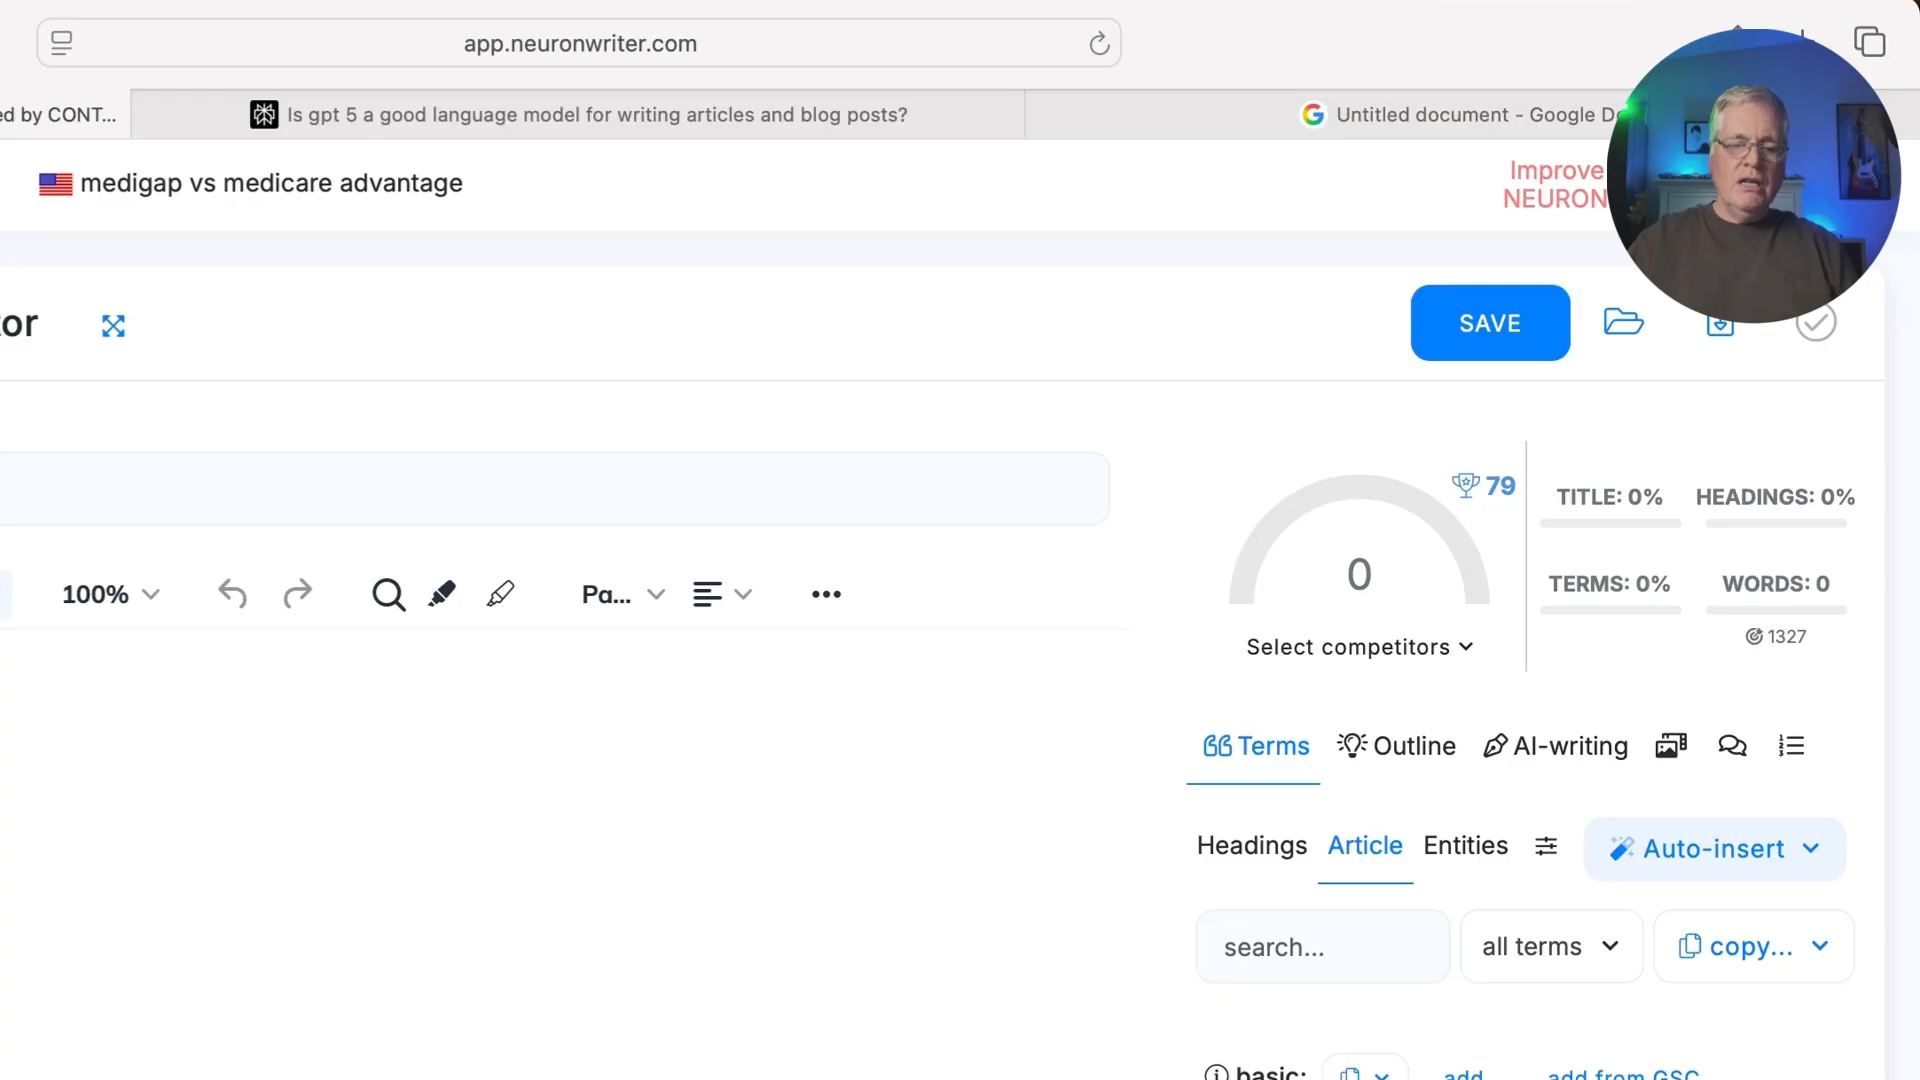 app.neuronwriter.com
ed by CONT...
Is gpt 5 a good language model for writing articles and blog posts?
Untitled document - Google Do
medigap vs medicare advantage
Improve
NEURON
tor
SAVE
79
TITLE: 0%
HEADINGS: 0%
0
TERMS: 0%
WORDS: 0
1327
100%
Pa...
Select competitors
Terms
Outline
AI-writing
Headings
Article
Entities
Auto-insert
search...
all terms
copy...
basic:
add
add from GSC